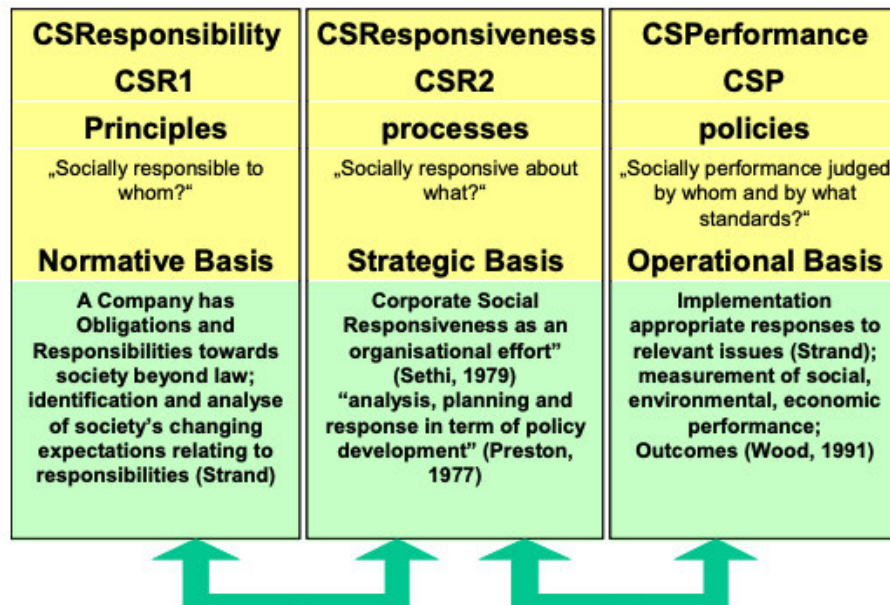 CSResponsibility
CSR1
Principles
„Socially responsible to
whom?“
Normative Basis
A Company has
Obligations and
Responsibilities towards
society beyond law;
identification and analyse
of society’s changing
expectations relating to
responsibilities (Strand)
CSResponsiveness
CSR2
processes
„Socially responsive about
what?“
Strategic Basis
Corporate Social
Responsiveness as an
organisational effort”
(Sethi, 1979)
“analysis, planning and
response in term of policy
development” (Preston,
1977)
CSPerformance
CSP
policies
„Socially performance judged
by whom and by what
standards?“
Operational Basis
Implementation
appropriate responses to
relevant issues (Strand);
measurement of social,
environmental, economic
performance;
Outcomes (Wood, 1991)